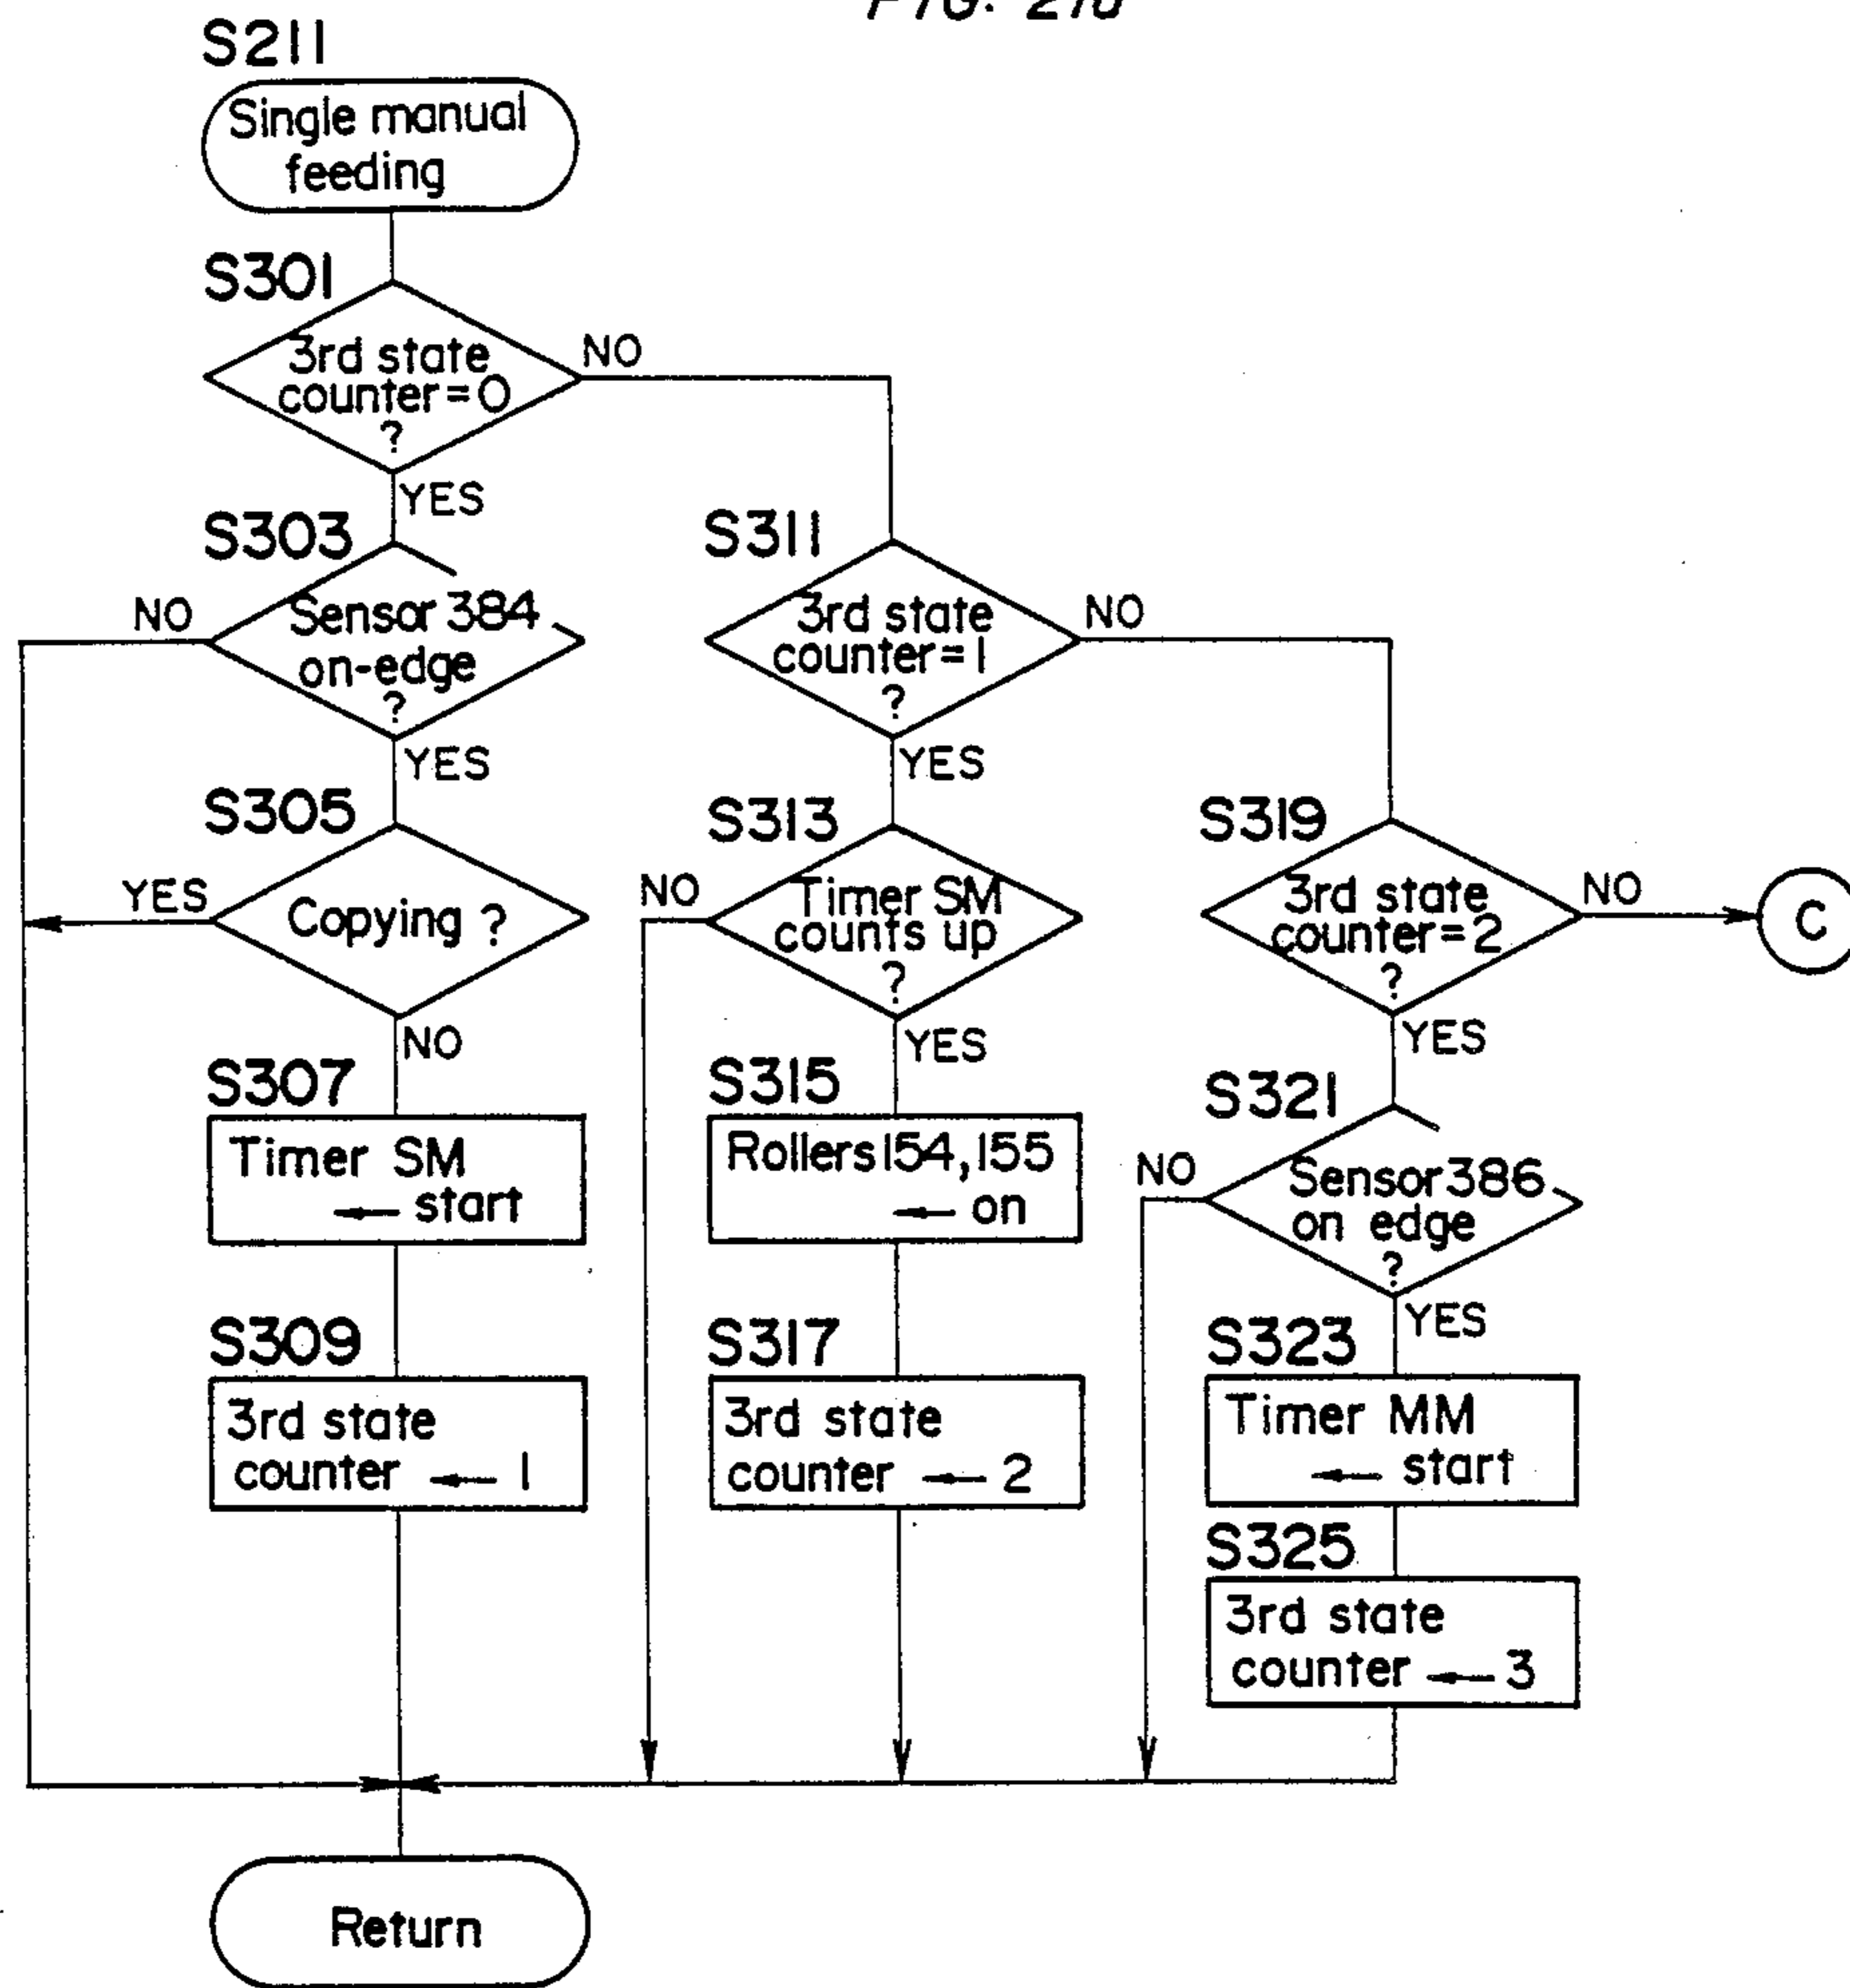 S211
Single manual
feeding
S301
3rd state
counter=0
?
NO
YES
S303
Sensor 384
on-edge
?
NO
YES
S305
Copying ?
YES
NO
S307
Timer SM
← start
S309
3rd state
counter ← 1
S311
3rd state
counter=1
?
NO
YES
S313
Timer SM
counts up
?
NO
YES
S315
Rollers 154, 155
← on
S317
3rd state
counter ← 2
S319
3rd state
counter=2
?
NO
C
YES
S321
Sensor 386
on edge
?
NO
YES
S323
Timer MM
← start
S325
3rd state
counter ← 3
Return